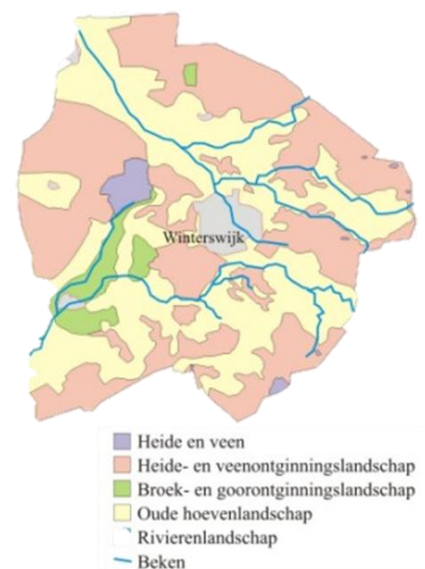 Winterswijk
Heide en veen
Heide- en veenontginningslandschap
Broek- en goorontginningslandschap
Oude hoevenlandschap
Rivierenlandschap
Beken